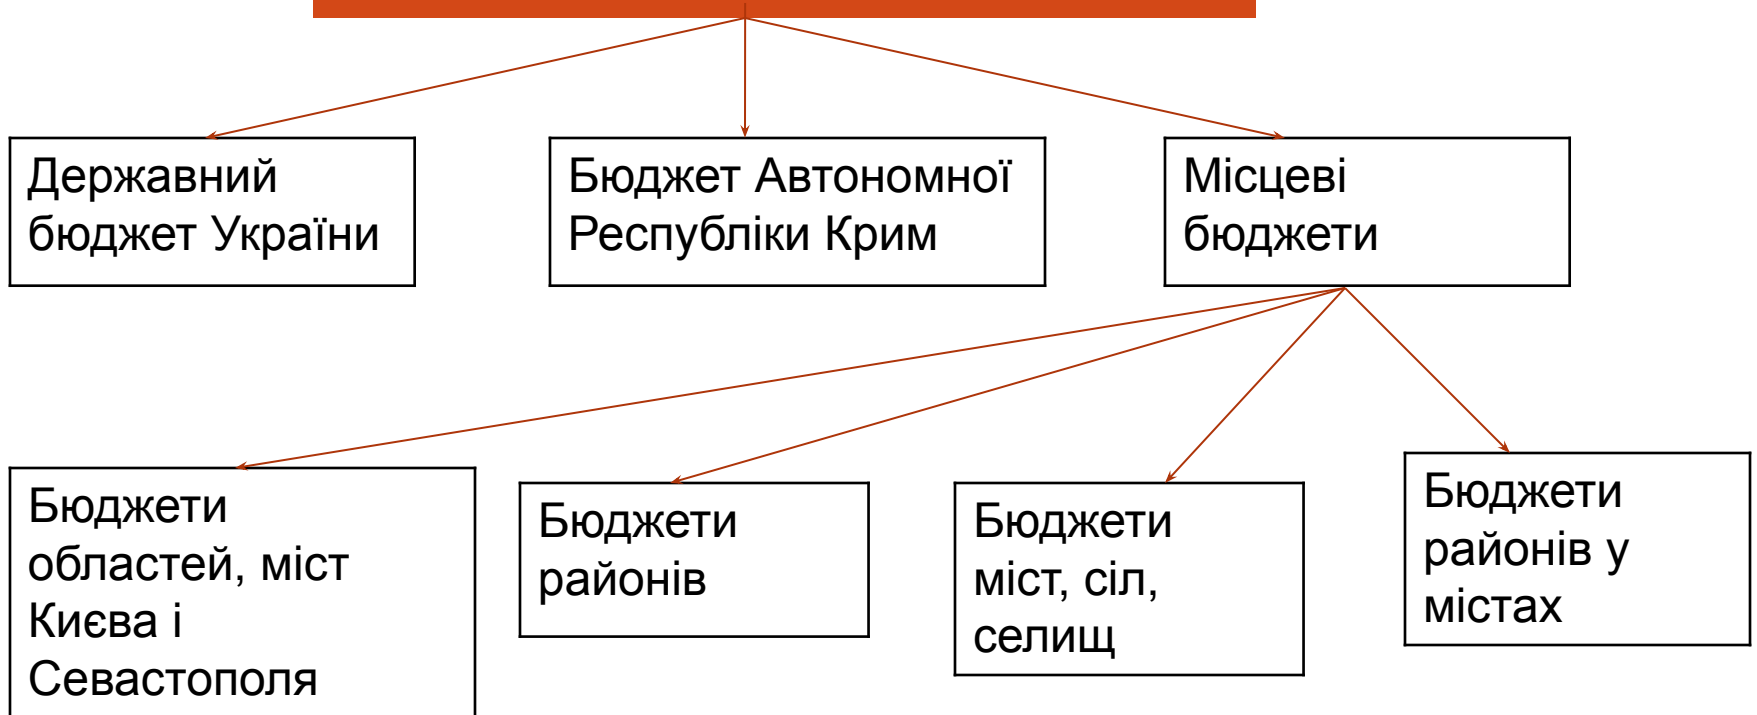 Державний
бюджет України
Бюджет Автономної
Республіки Крим
Місцеві
бюджети
Бюджети
областей, міст
Києва і
Севастополя
Бюджети
районів
Бюджети
міст, сіл,
селищ
Бюджети
районів у
містах